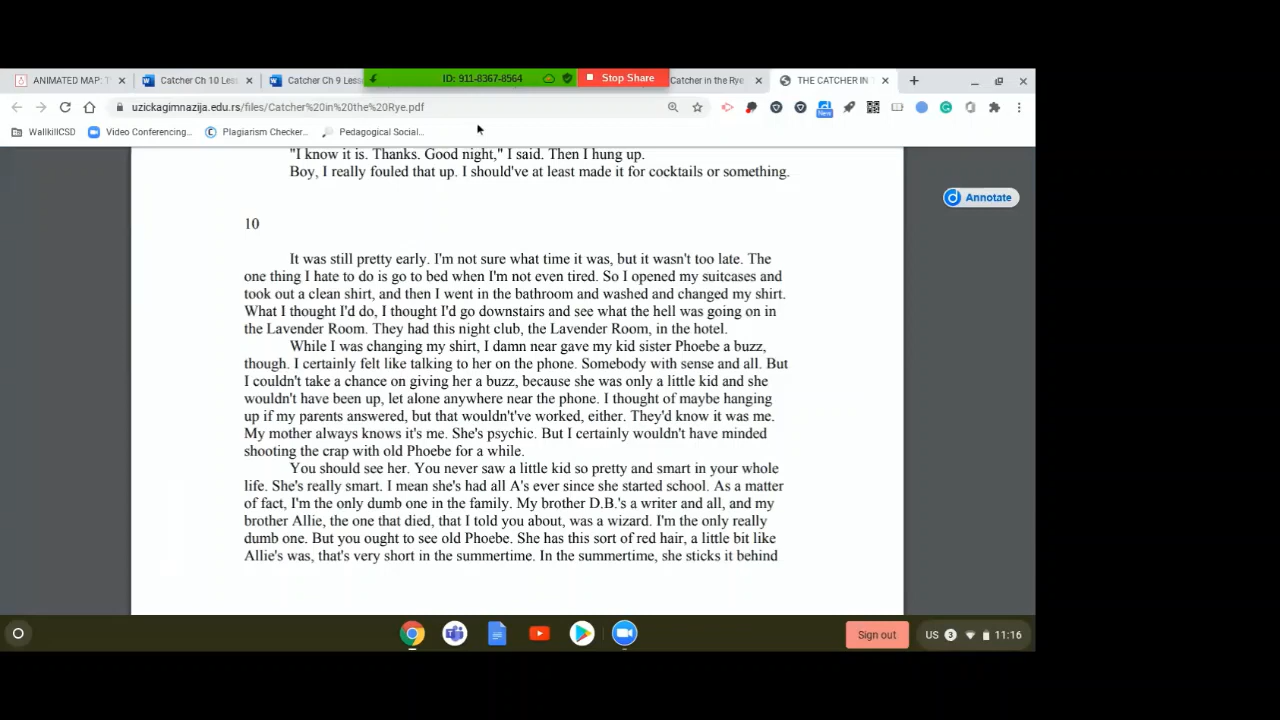 ANIMATED MAP: T
Catcher Ch 10 Les
Catcher Ch 9 Less
ID: 911-8367-8564
Stop Share
Catcher in the Rye
THE CATCHER IN T
uzickagimnazija.edu.rs/files/Catcher%20in%20the%20Rye.pdf
New
WallkillCSD
Video Conferencing...
Plagiarism Checker...
Pedagogical Social...
"I know it is. Thanks. Good night," I said. Then I hung up.
Boy, I really fouled that up. I should've at least made it for cocktails or something.
Annotate
10
It was still pretty early. I'm not sure what time it was, but it wasn't too late. The
one thing I hate to do is go to bed when I'm not even tired. So I opened my suitcases and
took out a clean shirt, and then I went in the bathroom and washed and changed my shirt.
What I thought I'd do, I thought I'd go downstairs and see what the hell was going on in
the Lavender Room. They had this night club, the Lavender Room, in the hotel.
While I was changing my shirt, I damn near gave my kid sister Phoebe a buzz,
though. I certainly felt like talking to her on the phone. Somebody with sense and all. But
I couldn't take a chance on giving her a buzz, because she was only a little kid and she
wouldn't have been up, let alone anywhere near the phone. I thought of maybe hanging
up if my parents answered, but that wouldn't've worked, either. They'd know it was me.
My mother always knows it's me. She's psychic. But I certainly wouldn't have minded
shooting the crap with old Phoebe for a while.
You should see her. You never saw a little kid so pretty and smart in your whole
life. She's really smart. I mean she's had all A's ever since she started school. As a matter
of fact, I'm the only dumb one in the family. My brother D.B.'s a writer and all, and my
brother Allie, the one that died, that I told you about, was a wizard. I'm the only really
dumb one. But you ought to see old Phoebe. She has this sort of red hair, a little bit like
Allie's was, that's very short in the summertime. In the summertime, she sticks it behind
Sign out
US 3 11:16